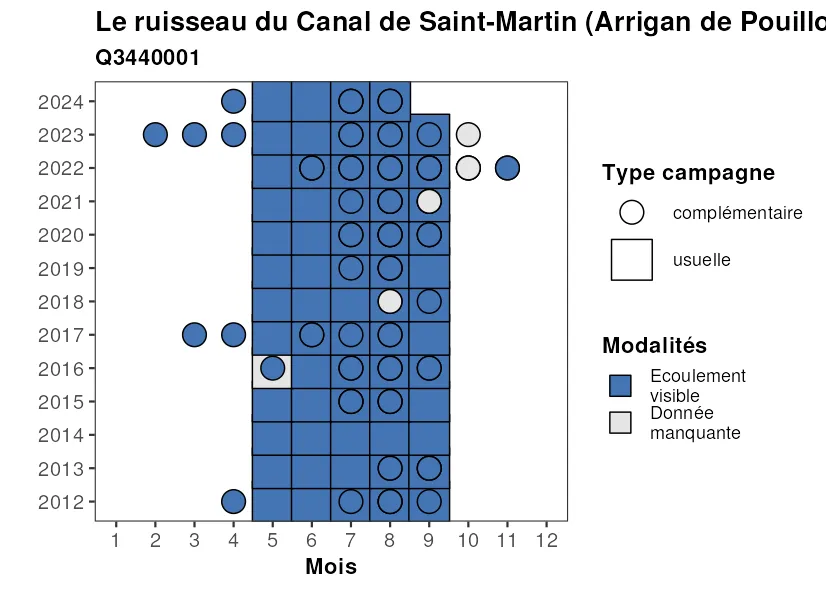 Le ruisseau du Canal de Saint-Martin (Arrigan de Pouillo
Q3440001
2024
2023
2022
2021
2020
2019
2018
2017
2016
2015
2014
2013
2012
1 2 3 4 5 6 7 8 9 10 11 12
Mois
Type campagne
complémentaire
usuelle
Modalités
Ecoulement
visible
Donnée
manquante